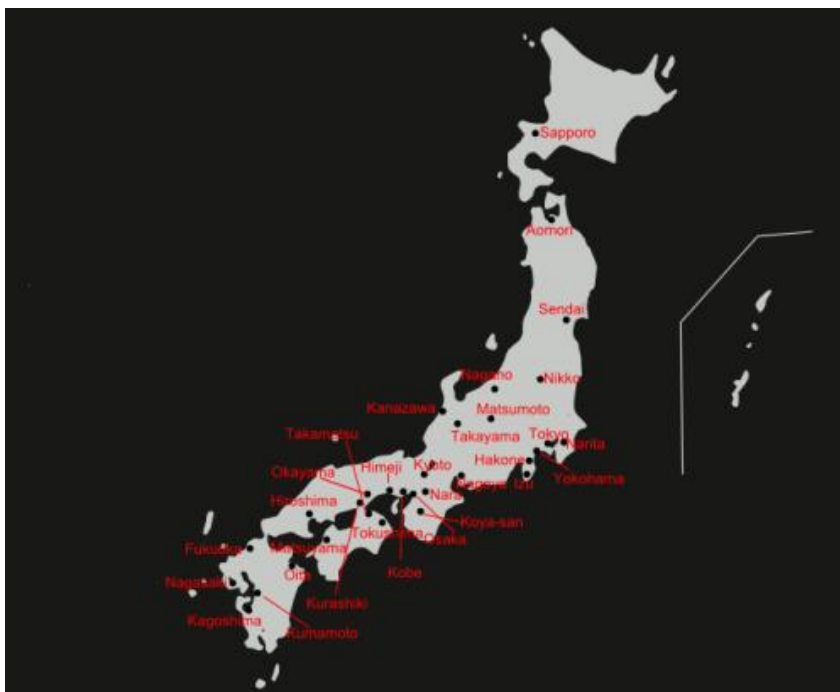 Sapporo
Aomori
Sendai
Nagano
Nikko
Kanazawa
Matsumoto
Takamatsu
Takayama
Tokyo
Narita
Okayama
Himeji
Kyoto
Hakone
Yokohama
Nagoya
Izu
Hiroshima
Nara
Koya-san
Tokushima
Osaka
Fukuoka
Matsuyama
Oita
Kobe
Nagasaki
Kurashiki
Kagoshima
Kumamoto